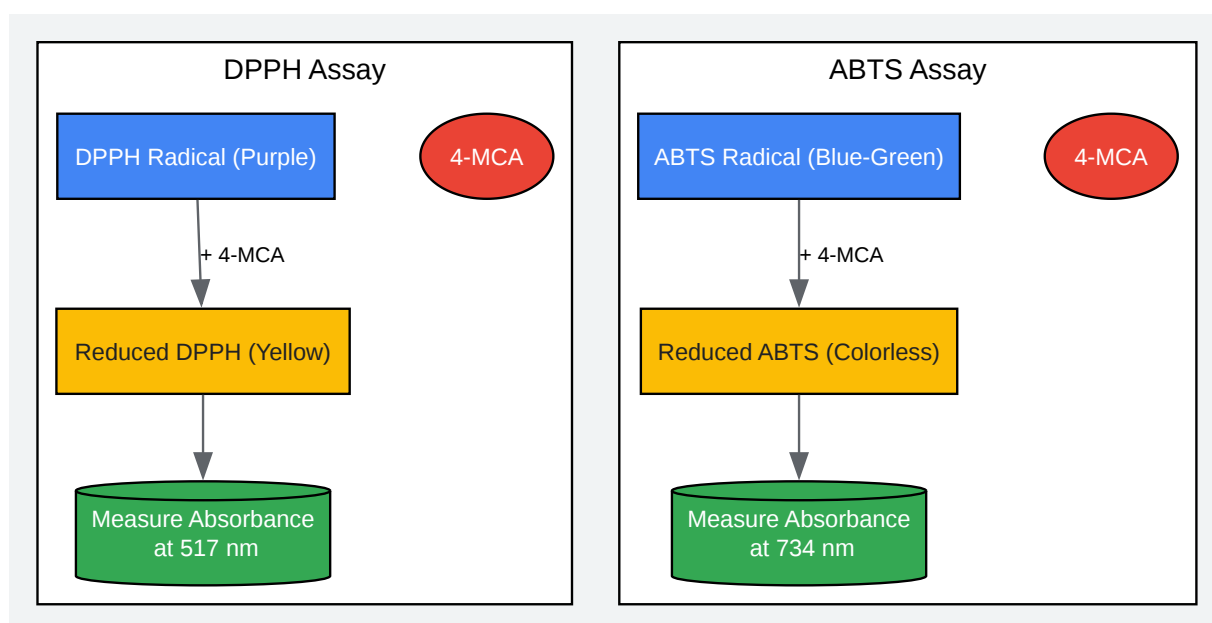 DPPH Assay
DPPH Radical (Purple)
4-MCA
+ 4-MCA
Reduced DPPH (Yellow)
Measure Absorbance
at 517 nm
ABTS Assay
ABTS Radical (Blue-Green)
4-MCA
+ 4-MCA
Reduced ABTS (Colorless)
Measure Absorbance
at 734 nm